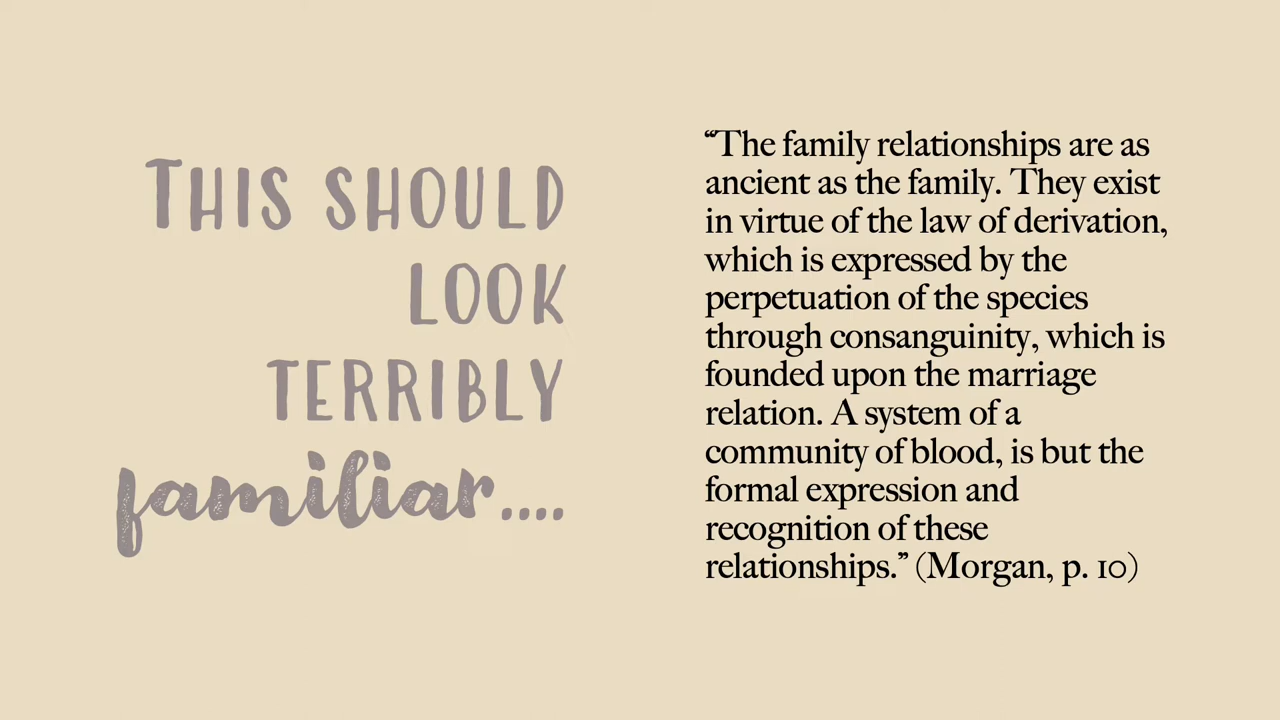 THIS SHOULD
LOOK
TERRIBLY
familiar....
“The family relationships are as
ancient as the family. They exist
in virtue of the law of derivation,
which is expressed by the
perpetuation of the species
through consanguinity, which is
founded upon the marriage
relation. A system of a
community of blood, is but the
formal expression and
recognition of these
relationships.” (Morgan, p. 10)